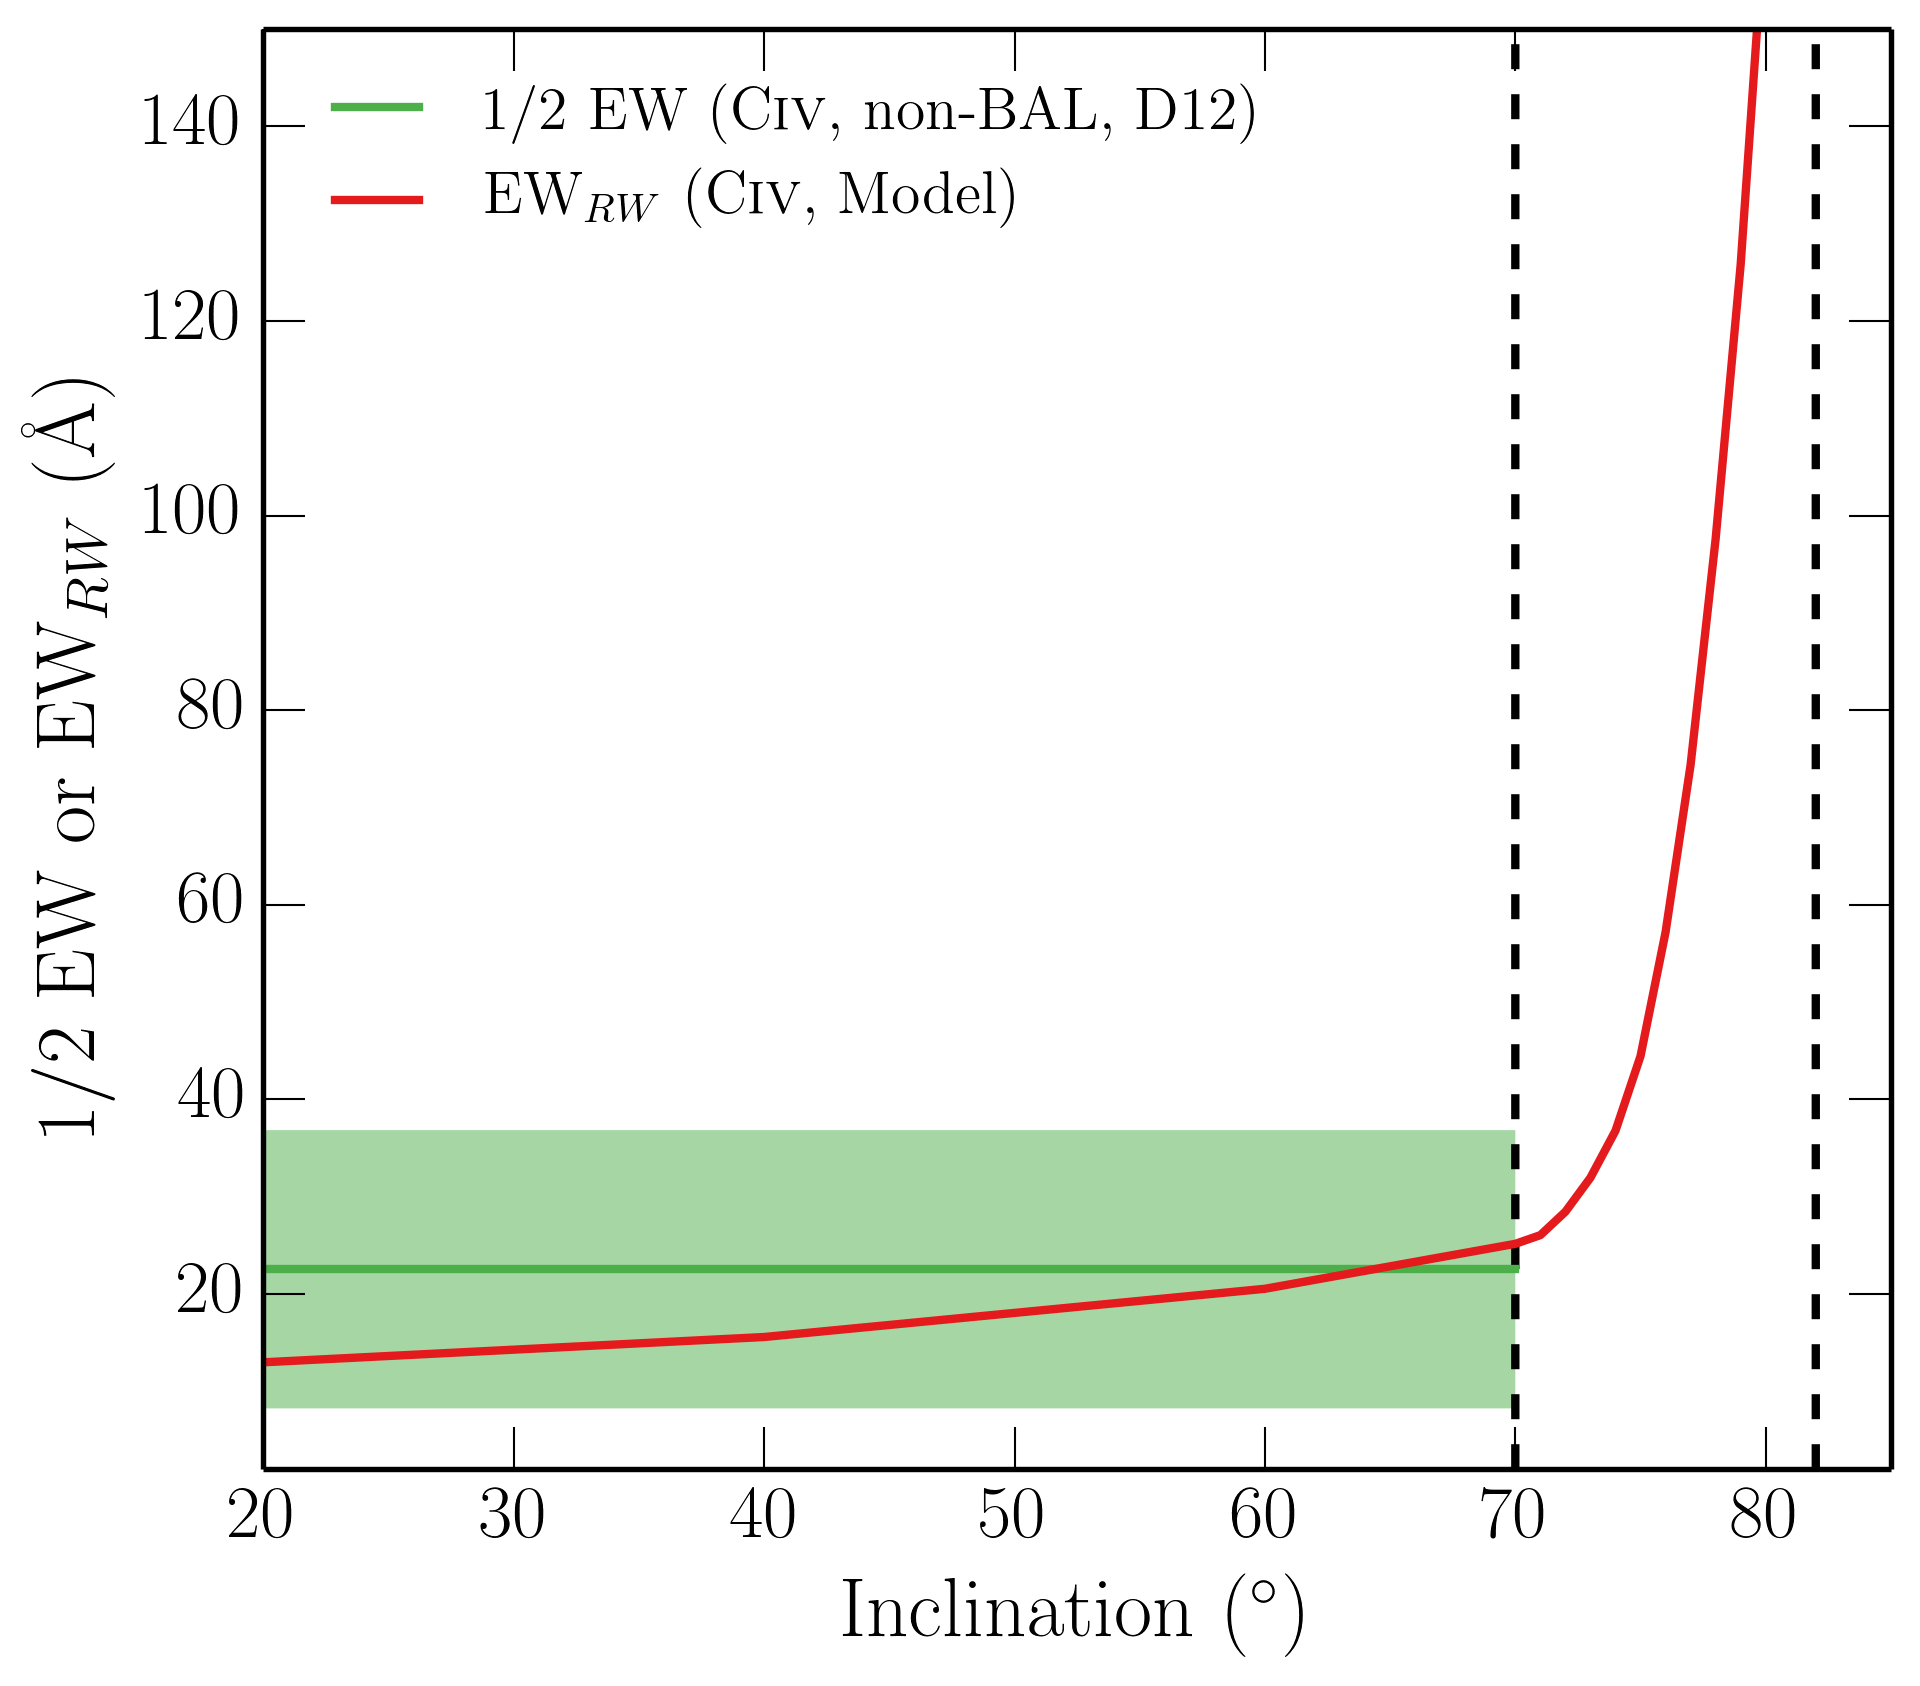 1/2 EW (CIV, non-BAL, D12)
EW_RW (CIV, Model)
140
120
100
80
60
40
20
1/2 EW or EW_RW (Å)
20 30 40 50 60 70 80
Inclination (°)